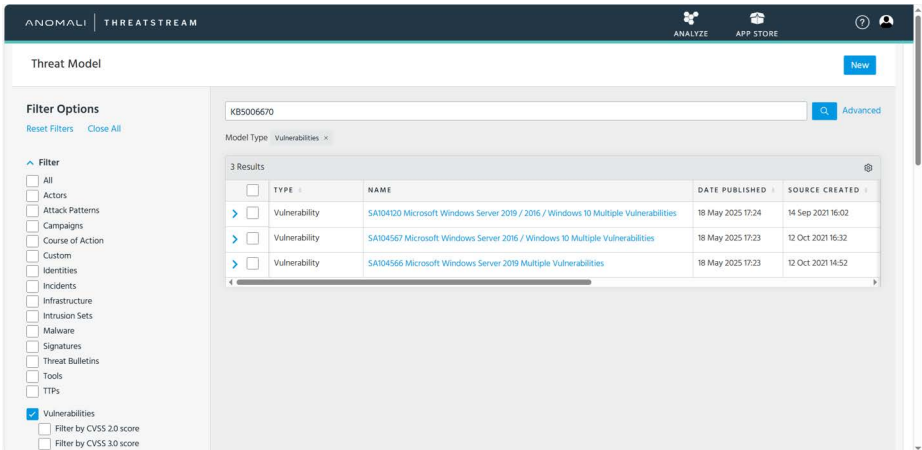 ANOMALI | THREATSTREAM
ANALYZE
APP STORE
?
Threat Model
New
Filter Options
Reset Filters Close All
Filter
All
Actors
Attack Patterns
Campaigns
Course of Action
Custom
Identities
Incidents
Infrastructure
Intrusion Sets
Malware
Signatures
Threat Bulletins
Tools
TTPs
Vulnerabilities
Filter by CVSS 2.0 score
Filter by CVSS 3.0 score
KB5006670
Advanced
Model Type Vulnerabilities ×
3 Results
TYPE NAME DATE PUBLISHED SOURCE CREATED
Vulnerability SA104120 Microsoft Windows Server 2019 / 2016 / Windows 10 Multiple Vulnerabilities 18 May 2025 17:24 14 Sep 2021 16:02
Vulnerability SA104567 Microsoft Windows Server 2016 / Windows 10 Multiple Vulnerabilities 18 May 2025 17:23 12 Oct 2021 16:32
Vulnerability SA104566 Microsoft Windows Server 2019 Multiple Vulnerabilities 18 May 2025 17:23 12 Oct 2021 14:52